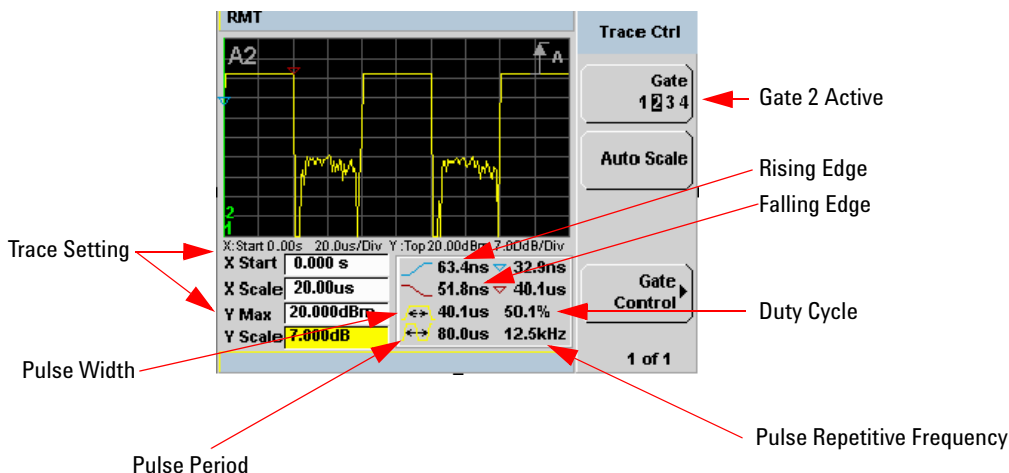 RMT
Trace Ctrl
A2
A
Gate
1 2 3 4
Gate 2 Active
Auto Scale
Rising Edge
Falling Edge
2
1
X:Start 0.00s 20.0us/Div Y:Top 20.00dBm 7.00dB/Div
Trace Setting
X Start 0.000 s
63.4ns 32.9ns
X Scale 20.00us
51.8ns 40.1us
Gate
Control
Y Max 20.000dBm
40.1us 50.1%
Duty Cycle
Y Scale 7.000dB
80.0us 12.5kHz
1 of 1
Pulse Width
Pulse Repetitive Frequency
Pulse Period